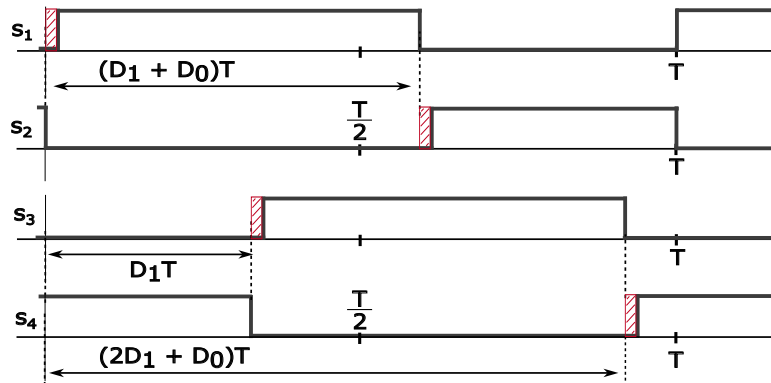 s1
(D1 + D0)T
T
s2
T
2
T
s3
D1T
T
s4
T
2
(2D1 + D0)T
T